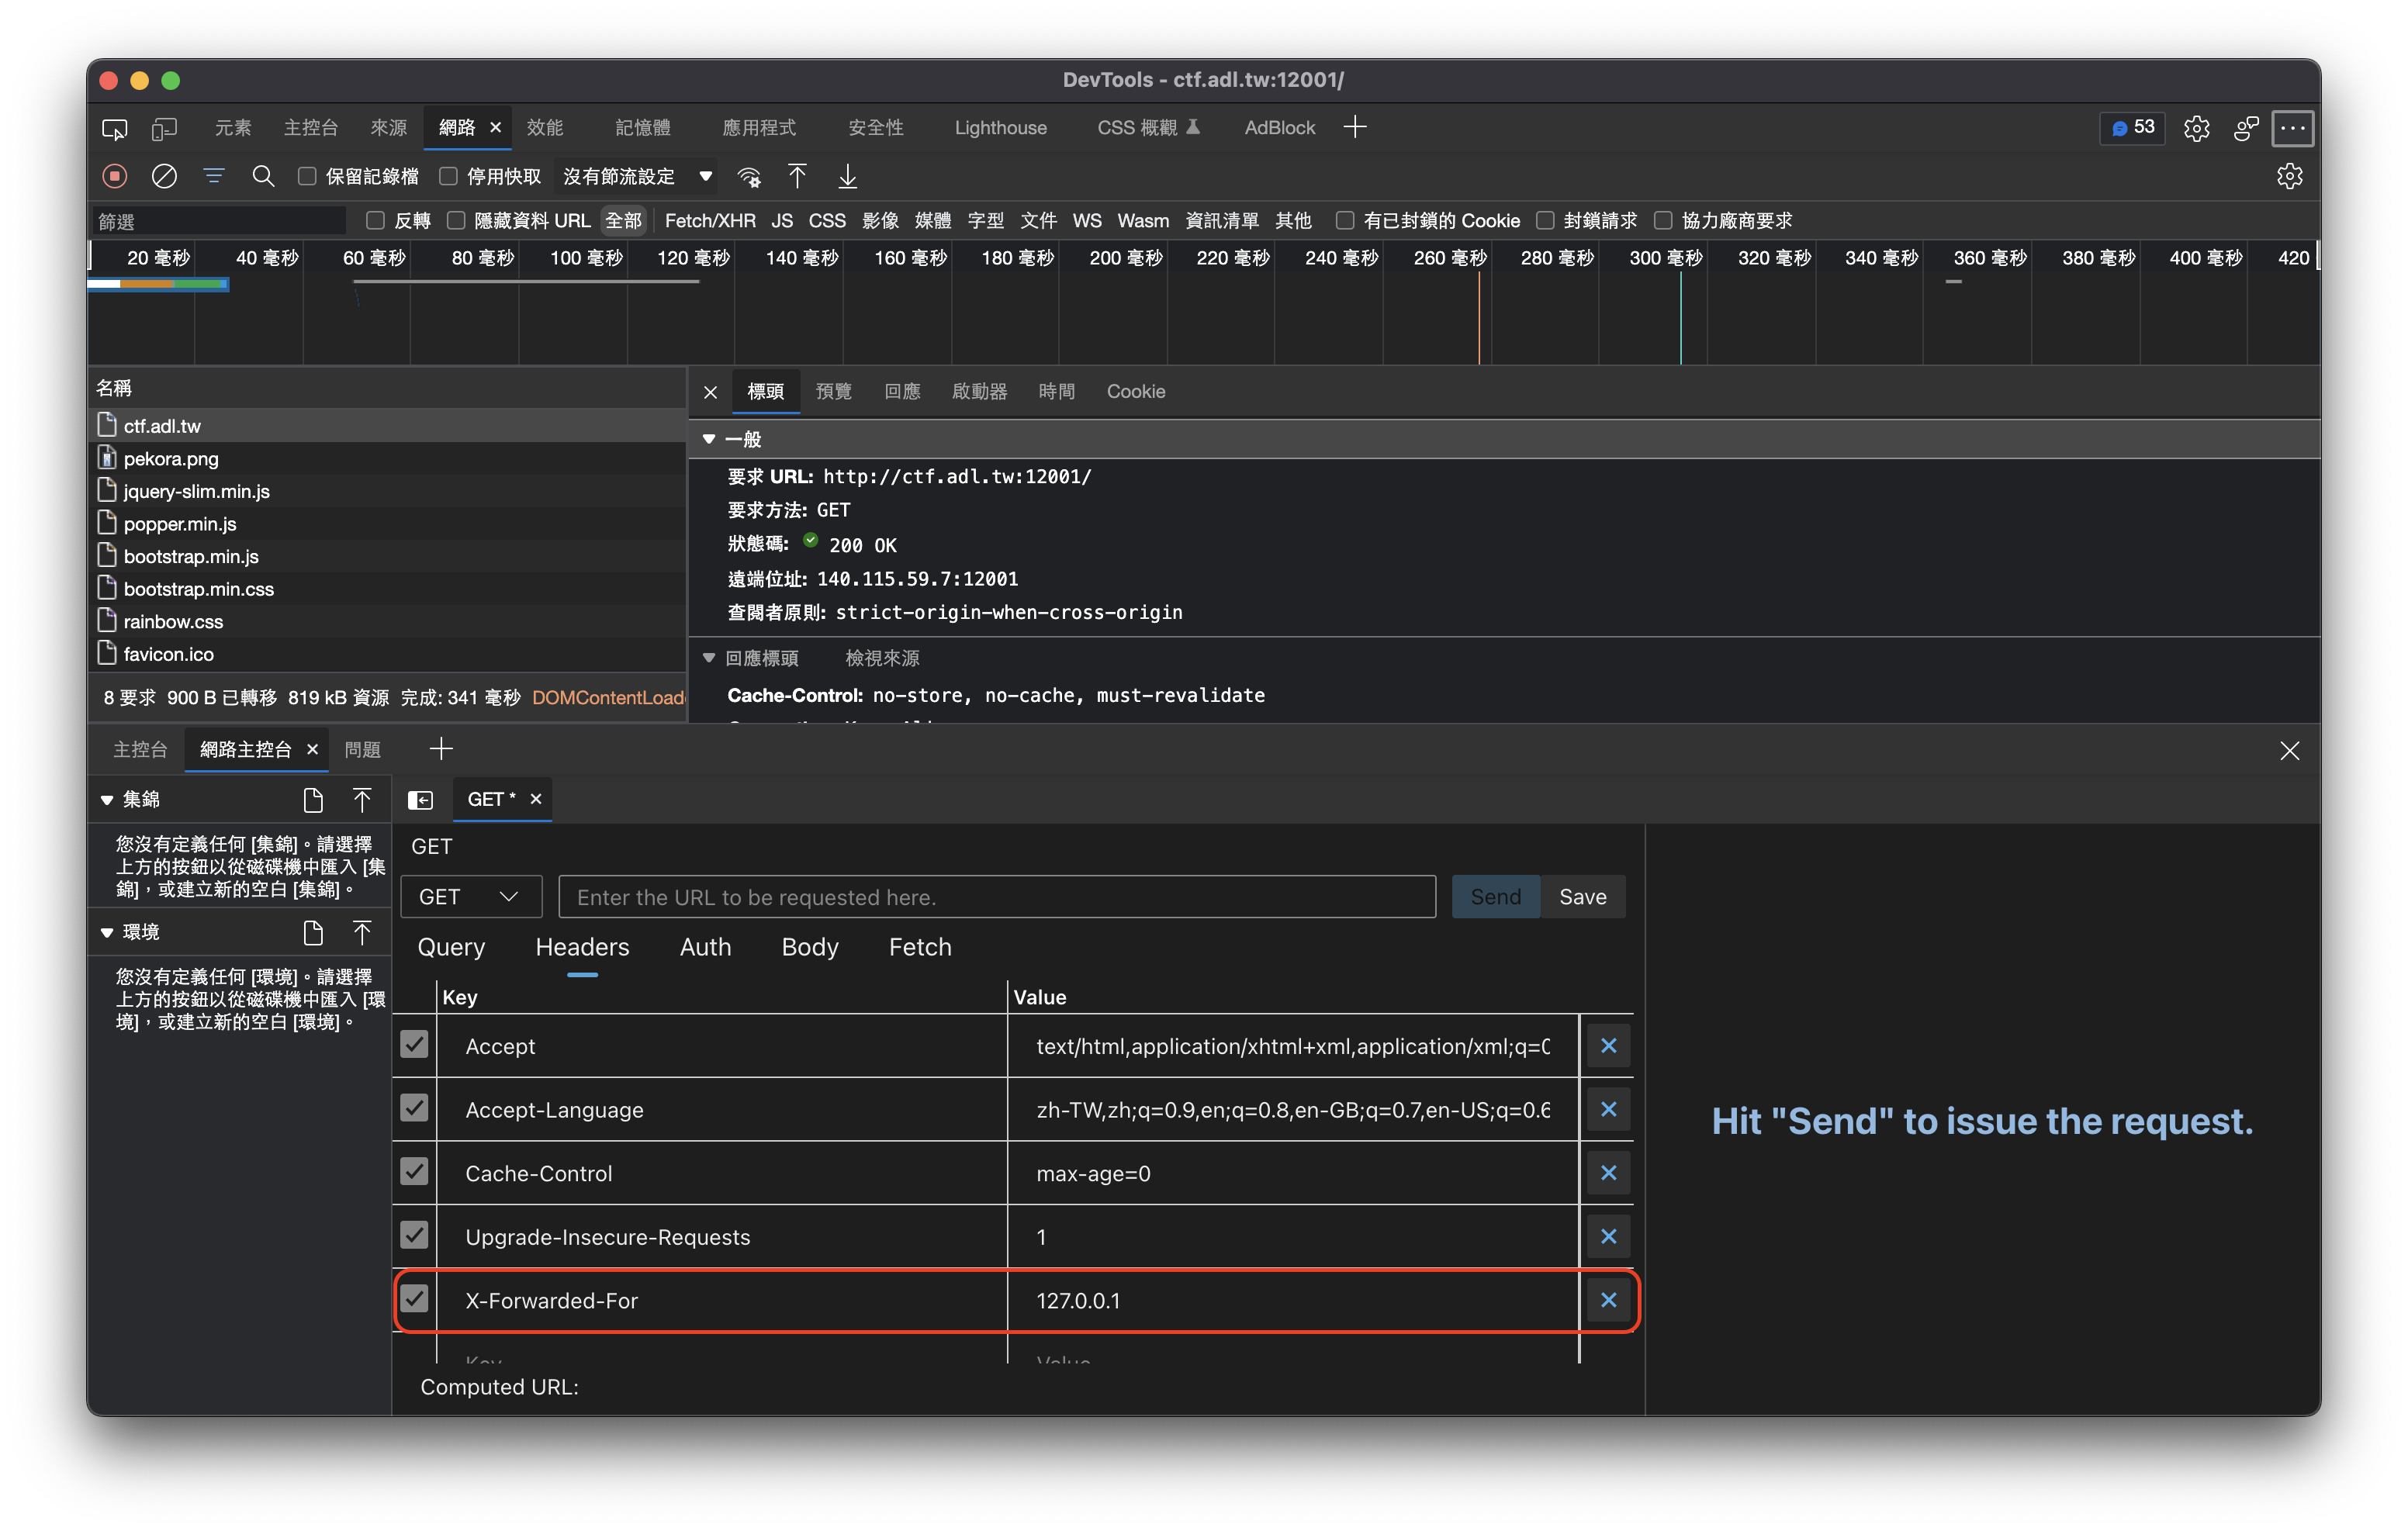 DevTools - ctf.adl.tw:12001/
元素 主控台 來源 網路 效能 記憶體 應用程式 安全性 Lighthouse CSS 概觀 AdBlock 53
保留記錄檔 停用快取 沒有節流設定
篩選 反轉 隱藏資料 URL 全部 Fetch/XHR JS CSS 影像 媒體 字型 文件 WS Wasm 資訊清單 其他 有已封鎖的 Cookie 封鎖請求 協力廠商要求
20 毫秒 40 毫秒 60 毫秒 80 毫秒 100 毫秒 120 毫秒 140 毫秒 160 毫秒 180 毫秒 200 毫秒 220 毫秒 240 毫秒 260 毫秒 280 毫秒 300 毫秒 320 毫秒 340 毫秒 360 毫秒 380 毫秒 400 毫秒 420
名稱
ctf.adl.tw
pekora.png
jquery-slim.min.js
popper.min.js
bootstrap.min.js
bootstrap.min.css
rainbow.css
favicon.ico
8 要求 900 B 已轉移 819 kB 資源 完成: 341 毫秒 DOMContentLoad
標頭 預覽 回應 啟動器 時間 Cookie
一般
要求 URL: http://ctf.adl.tw:12001/
要求方法: GET
狀態碼: 200 OK
遠端位址: 140.115.59.7:12001
查閱者原則: strict-origin-when-cross-origin
回應標頭 檢視來源
Cache-Control: no-store, no-cache, must-revalidate
主控台 網路主控台 問題
集錦
您沒有定義任何 [集錦]。請選擇
上方的按鈕以從磁碟機中匯入 [集
錦]，或建立新的空白 [集錦]。
環境
您沒有定義任何 [環境]。請選擇
上方的按鈕以從磁碟機中匯入 [環
境]，或建立新的空白 [環境]。
GET *
GET
GET Enter the URL to be requested here. Send Save
Query Headers Auth Body Fetch
Key Value
Accept text/html,application/xhtml+xml,application/xml;q=0
Accept-Language zh-TW,zh;q=0.9,en;q=0.8,en-GB;q=0.7,en-US;q=0.6
Cache-Control max-age=0
Upgrade-Insecure-Requests 1
X-Forwarded-For 127.0.0.1
Key Value
Computed URL:
Hit "Send" to issue the request.